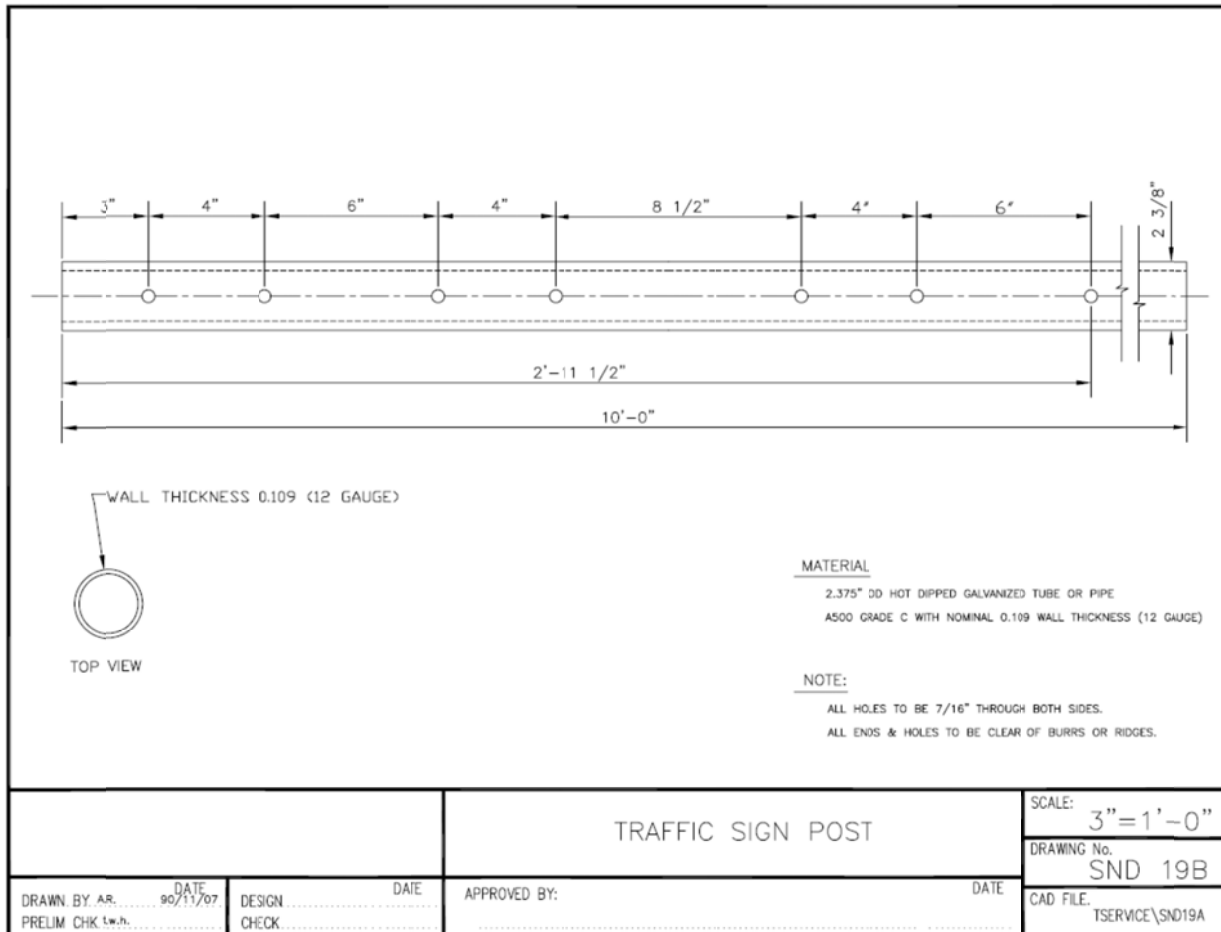 3" 4" 6" 4" 8 1/2" 4" 6"
2 3/8"
2'-11 1/2"
10'-0"
WALL THICKNESS 0.109 (12 GAUGE)
TOP VIEW
MATERIAL
2.375" OD HOT DIPPED GALVANIZED TUBE OR PIPE
A500 GRADE C WITH NOMINAL 0.109 WALL THICKNESS (12 GAUGE)
NOTE:
ALL HOLES TO BE 7/16" THROUGH BOTH SIDES.
ALL ENDS & HOLES TO BE CLEAR OF BURRS OR RIDGES.
TRAFFIC SIGN POST
SCALE:
3"=1'-0"
DRAWING No.
SND 19B
CAD FILE.
TSERVICE\SND19A
DATE
DRAWN BY A.R. 90/11/07
PRELIM CHK t.w.h.
DATE
DESIGN
CHECK
DATE
APPROVED BY: